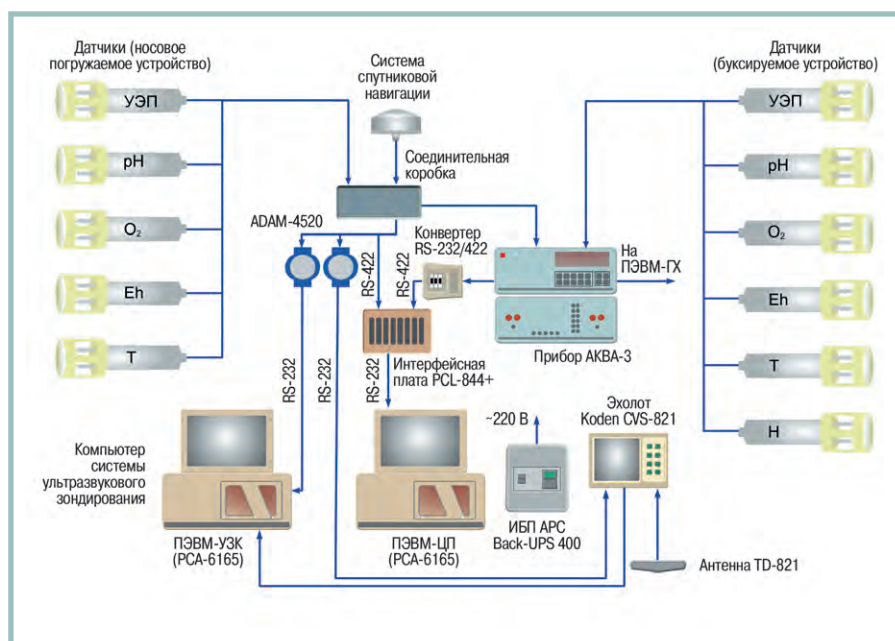 Датчики (носовое
погружаемое устройство)
УЭП
pH
O₂
Eh
T
Система
спутниковой
навигации
Соединительная
коробка
ADAM-4520
Конвертер
RS-232/422
RS-422
RS-422
На
ПЭВМ-ГХ
Прибор АКВА-3
Датчики
(буксируемое устройство)
УЭП
pH
O₂
Eh
T
H
RS-232
RS-232
RS-232
Интерфейсная
плата PCL-844+
Компьютер
системы
ультразвукового
зондирования
ПЭВМ-УЗК
(PCA-6165)
ПЭВМ-ЦП
(PCA-6165)
~220 В
ИБП APC
Back-UPS 400
Эхолот
Koden CVS-821
Антенна TD-821